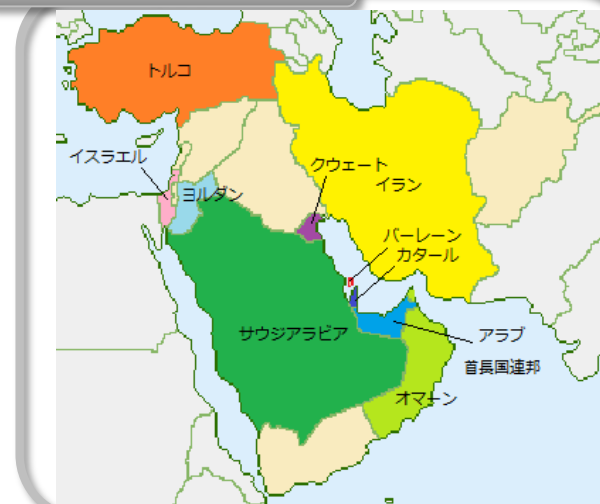 トルコ
イスラエル
クウェート
ヨルダン
イラン
バーレーン
カタール
サウジアラビア
アラブ
首長国連邦
オマーン